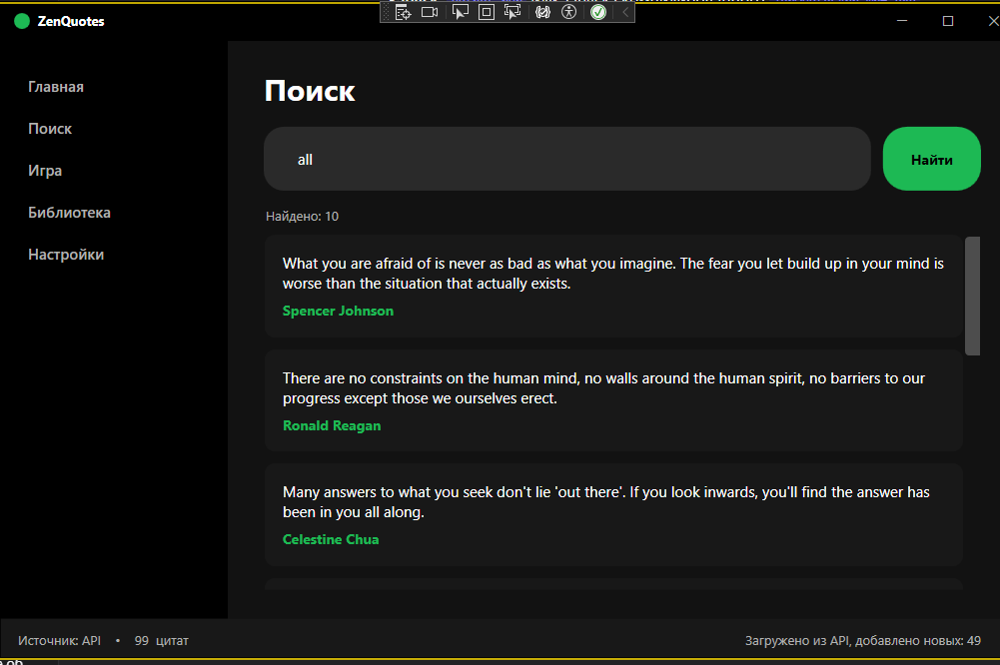 ZenQuotes
Главная
Поиск
Игра
Библиотека
Настройки
Поиск
all
Найти
Найдено: 10
What you are afraid of is never as bad as what you imagine. The fear you let build up in your mind is
worse than the situation that actually exists.
Spencer Johnson
There are no constraints on the human mind, no walls around the human spirit, no barriers to our
progress except those we ourselves erect.
Ronald Reagan
Many answers to what you seek don't lie 'out there'. If you look inwards, you'll find the answer has
been in you all along.
Celestine Chua
Источник: API • 99 цитат
Загружено из API, добавлено новых: 49